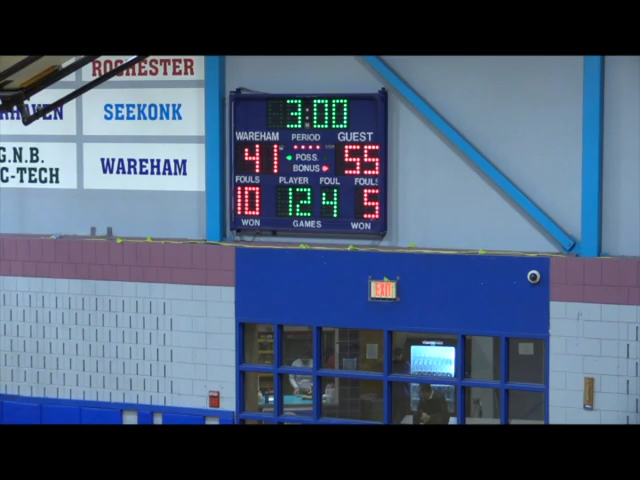 ROCHESTER
SEEKONK
G.N.B.
C-TECH
WAREHAM
3:00
WAREHAM PERIOD GUEST
41 POSS. 55
BONUS
FOULS PLAYER FOUL FOULS
10 12 4 5
WON GAMES WON
EXIT